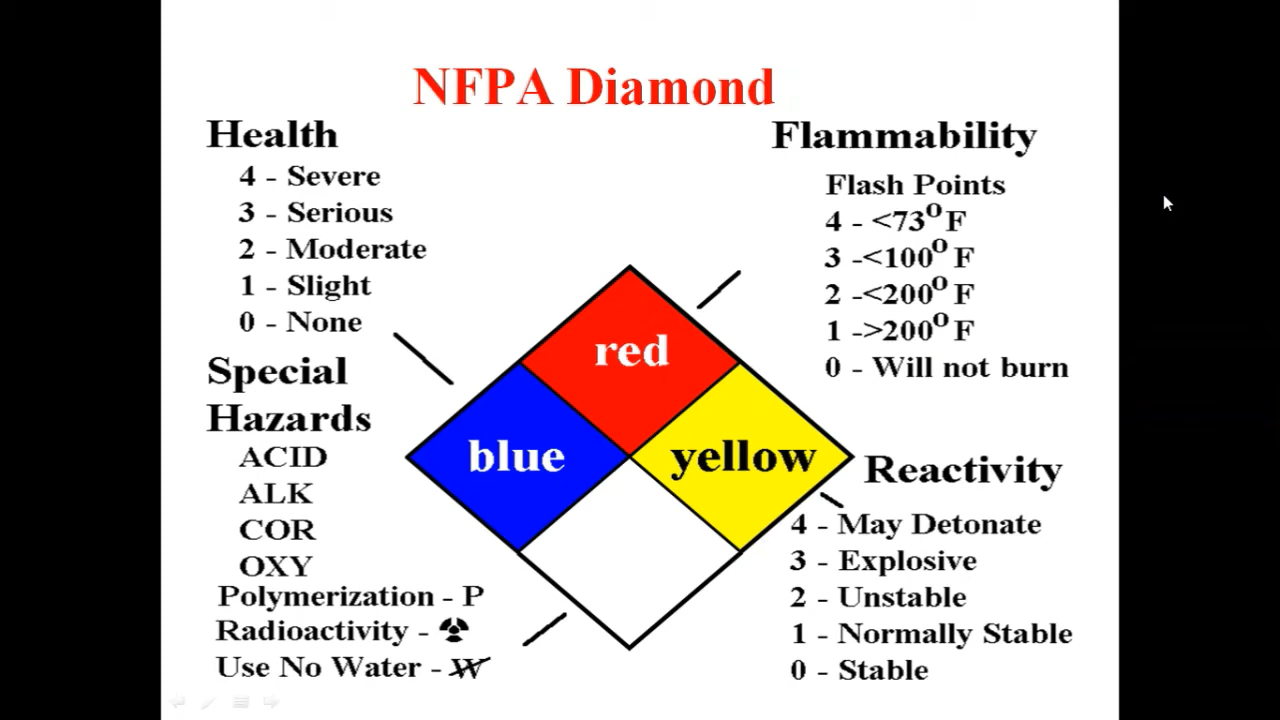 NFPA Diamond
Health
4 - Severe
3 - Serious
2 - Moderate
1 - Slight
0 - None
Special
Hazards
ACID
ALK
COR
OXY
Polymerization - P
Radioactivity -
Use No Water - W
red
blue
yellow
Flammability
Flash Points
4 - <73° F
3 -<100° F
2 -<200° F
1 ->200° F
0 - Will not burn
Reactivity
4 - May Detonate
3 - Explosive
2 - Unstable
1 - Normally Stable
0 - Stable